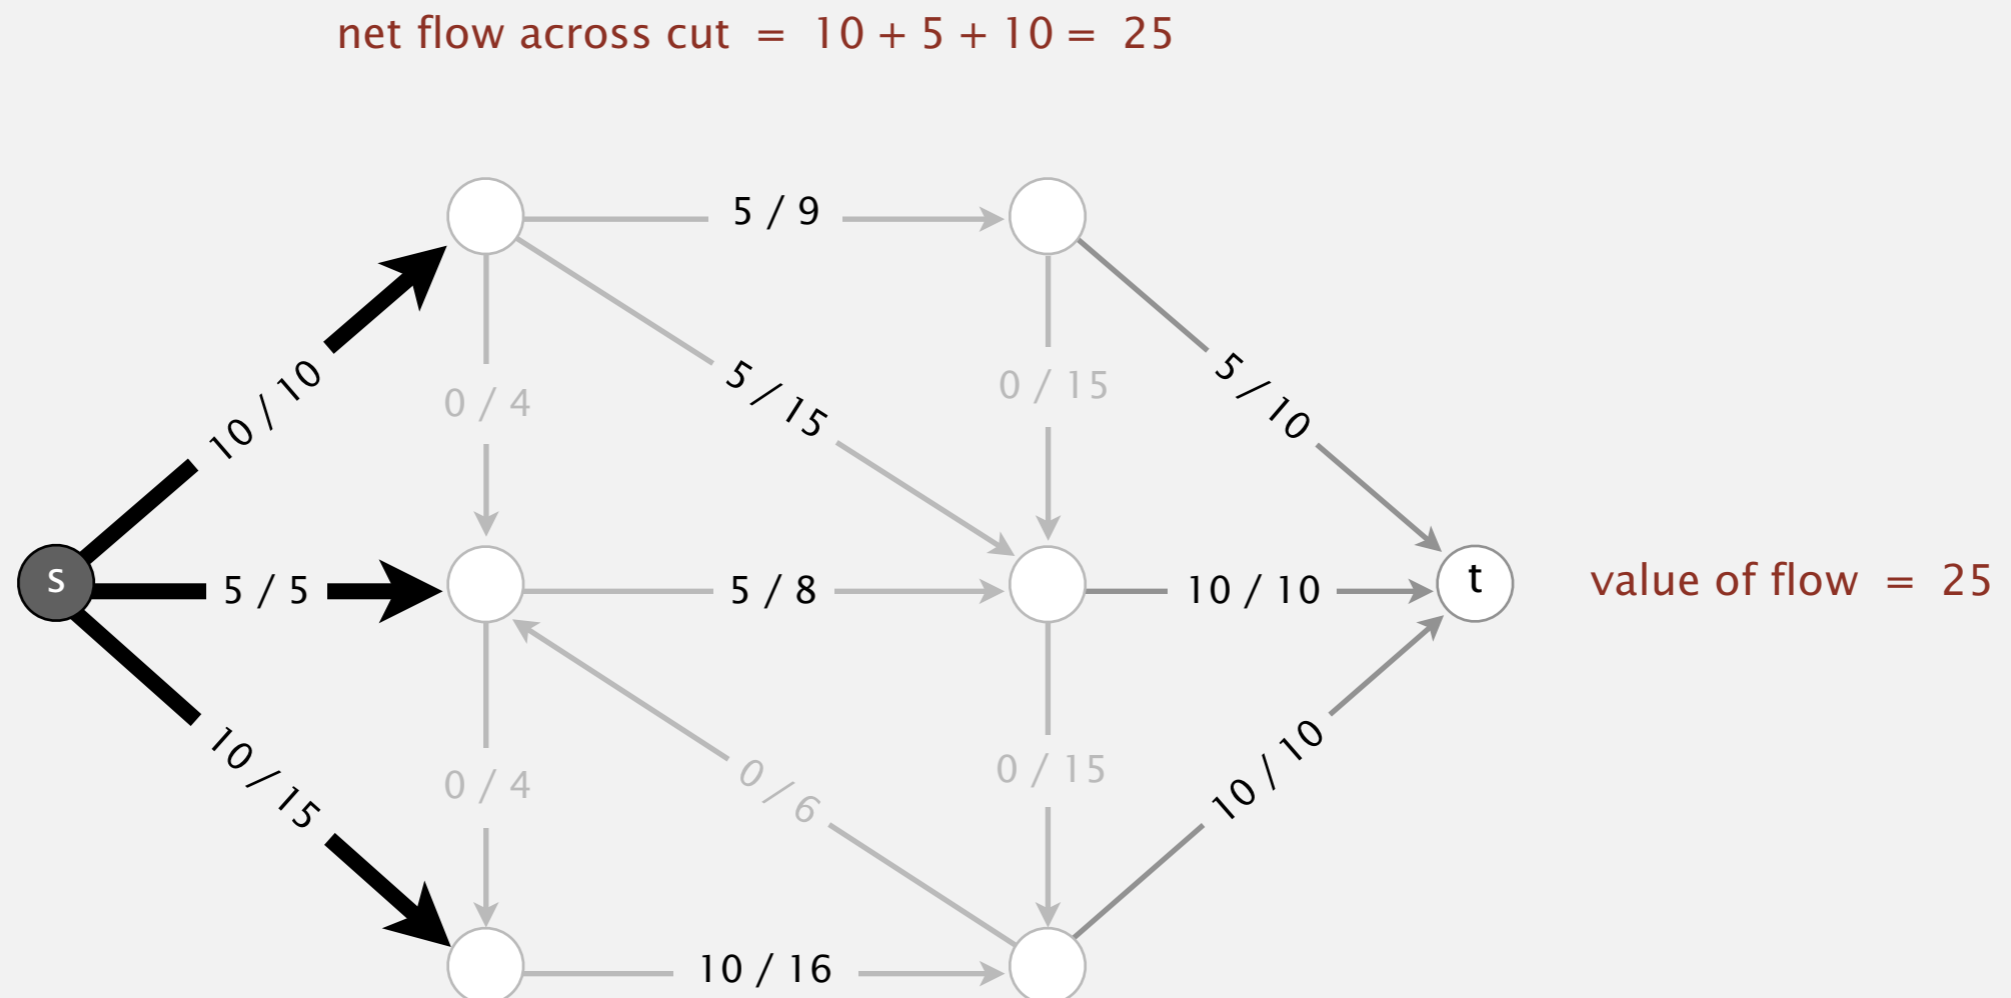 net flow across cut = 10 + 5 + 10 = 25
5 / 9
10 / 10
0 / 4
5 / 15
0 / 15
5 / 10
s
5 / 5
5 / 8
10 / 10
t
value of flow = 25
10 / 15
0 / 4
0 / 6
0 / 15
10 / 10
10 / 16